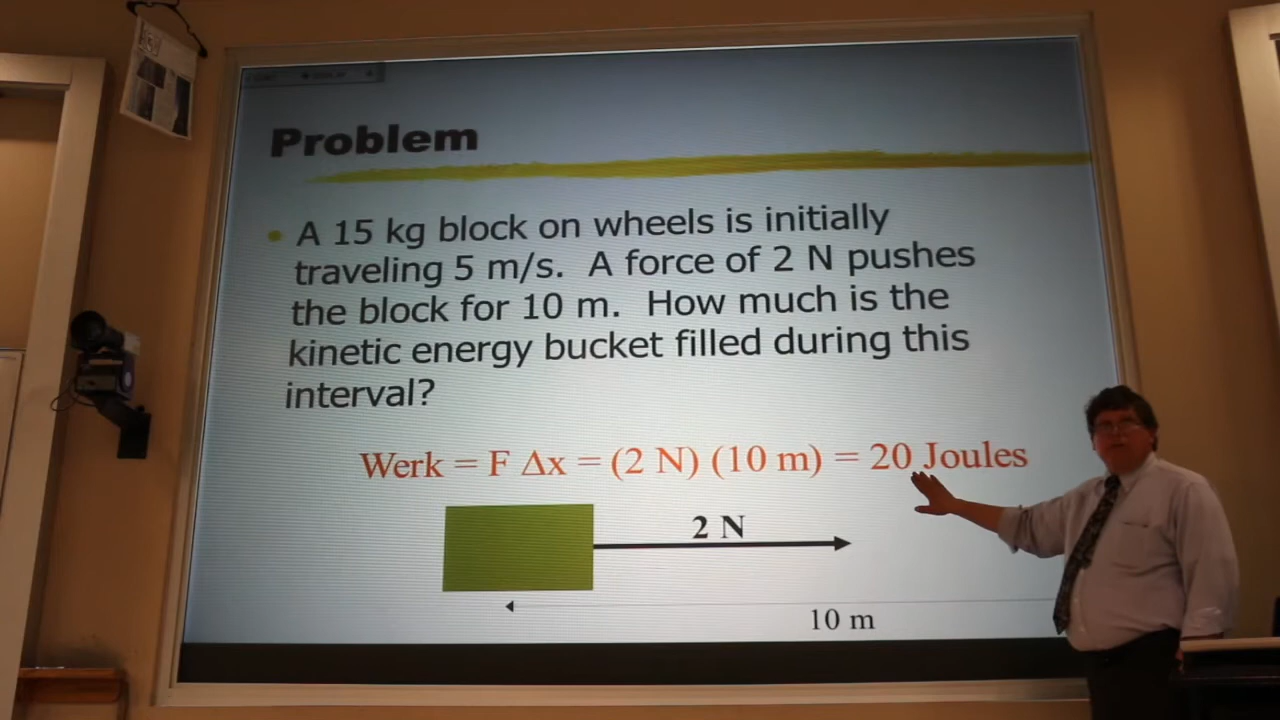 Problem
A 15 kg block on wheels is initially
traveling 5 m/s. A force of 2 N pushes
the block for 10 m. How much is the
kinetic energy bucket filled during this
interval?
Werk = F Δx = (2 N) (10 m) = 20 Joules
2 N
10 m